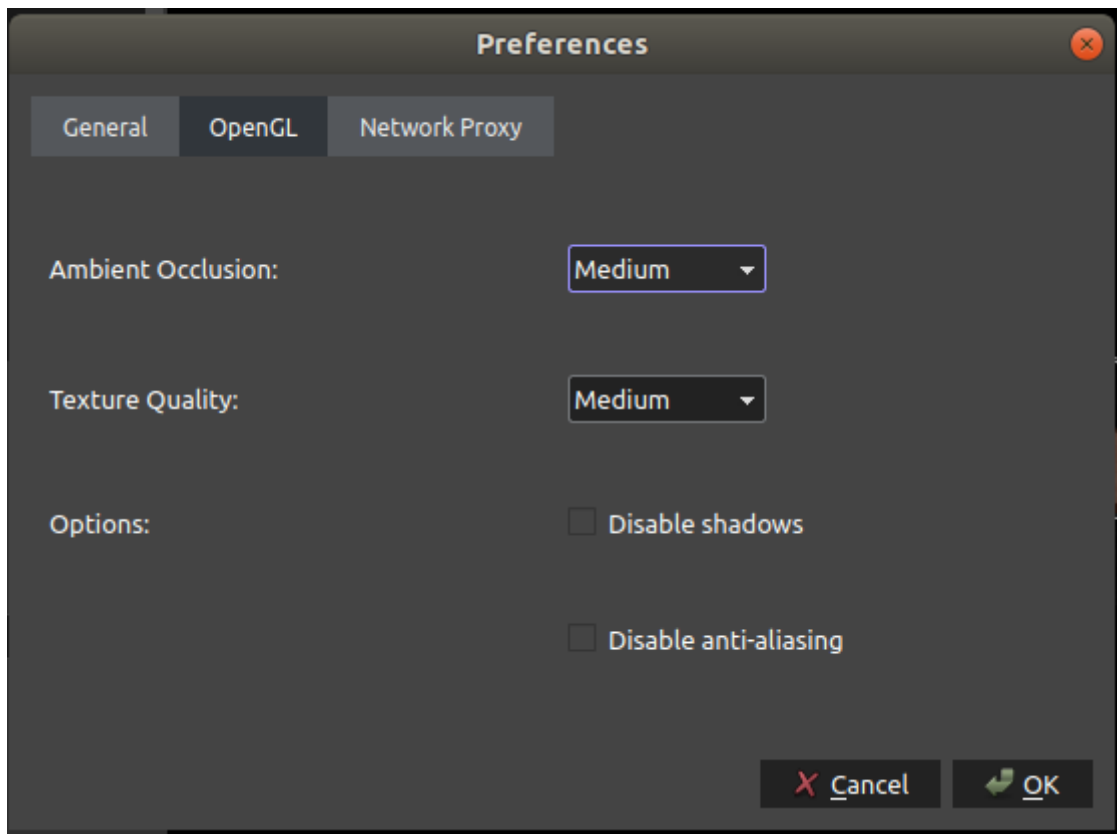 Preferences
General OpenGL Network Proxy
Ambient Occlusion: Medium
Texture Quality: Medium
Options: Disable shadows
Disable anti-aliasing
Cancel OK